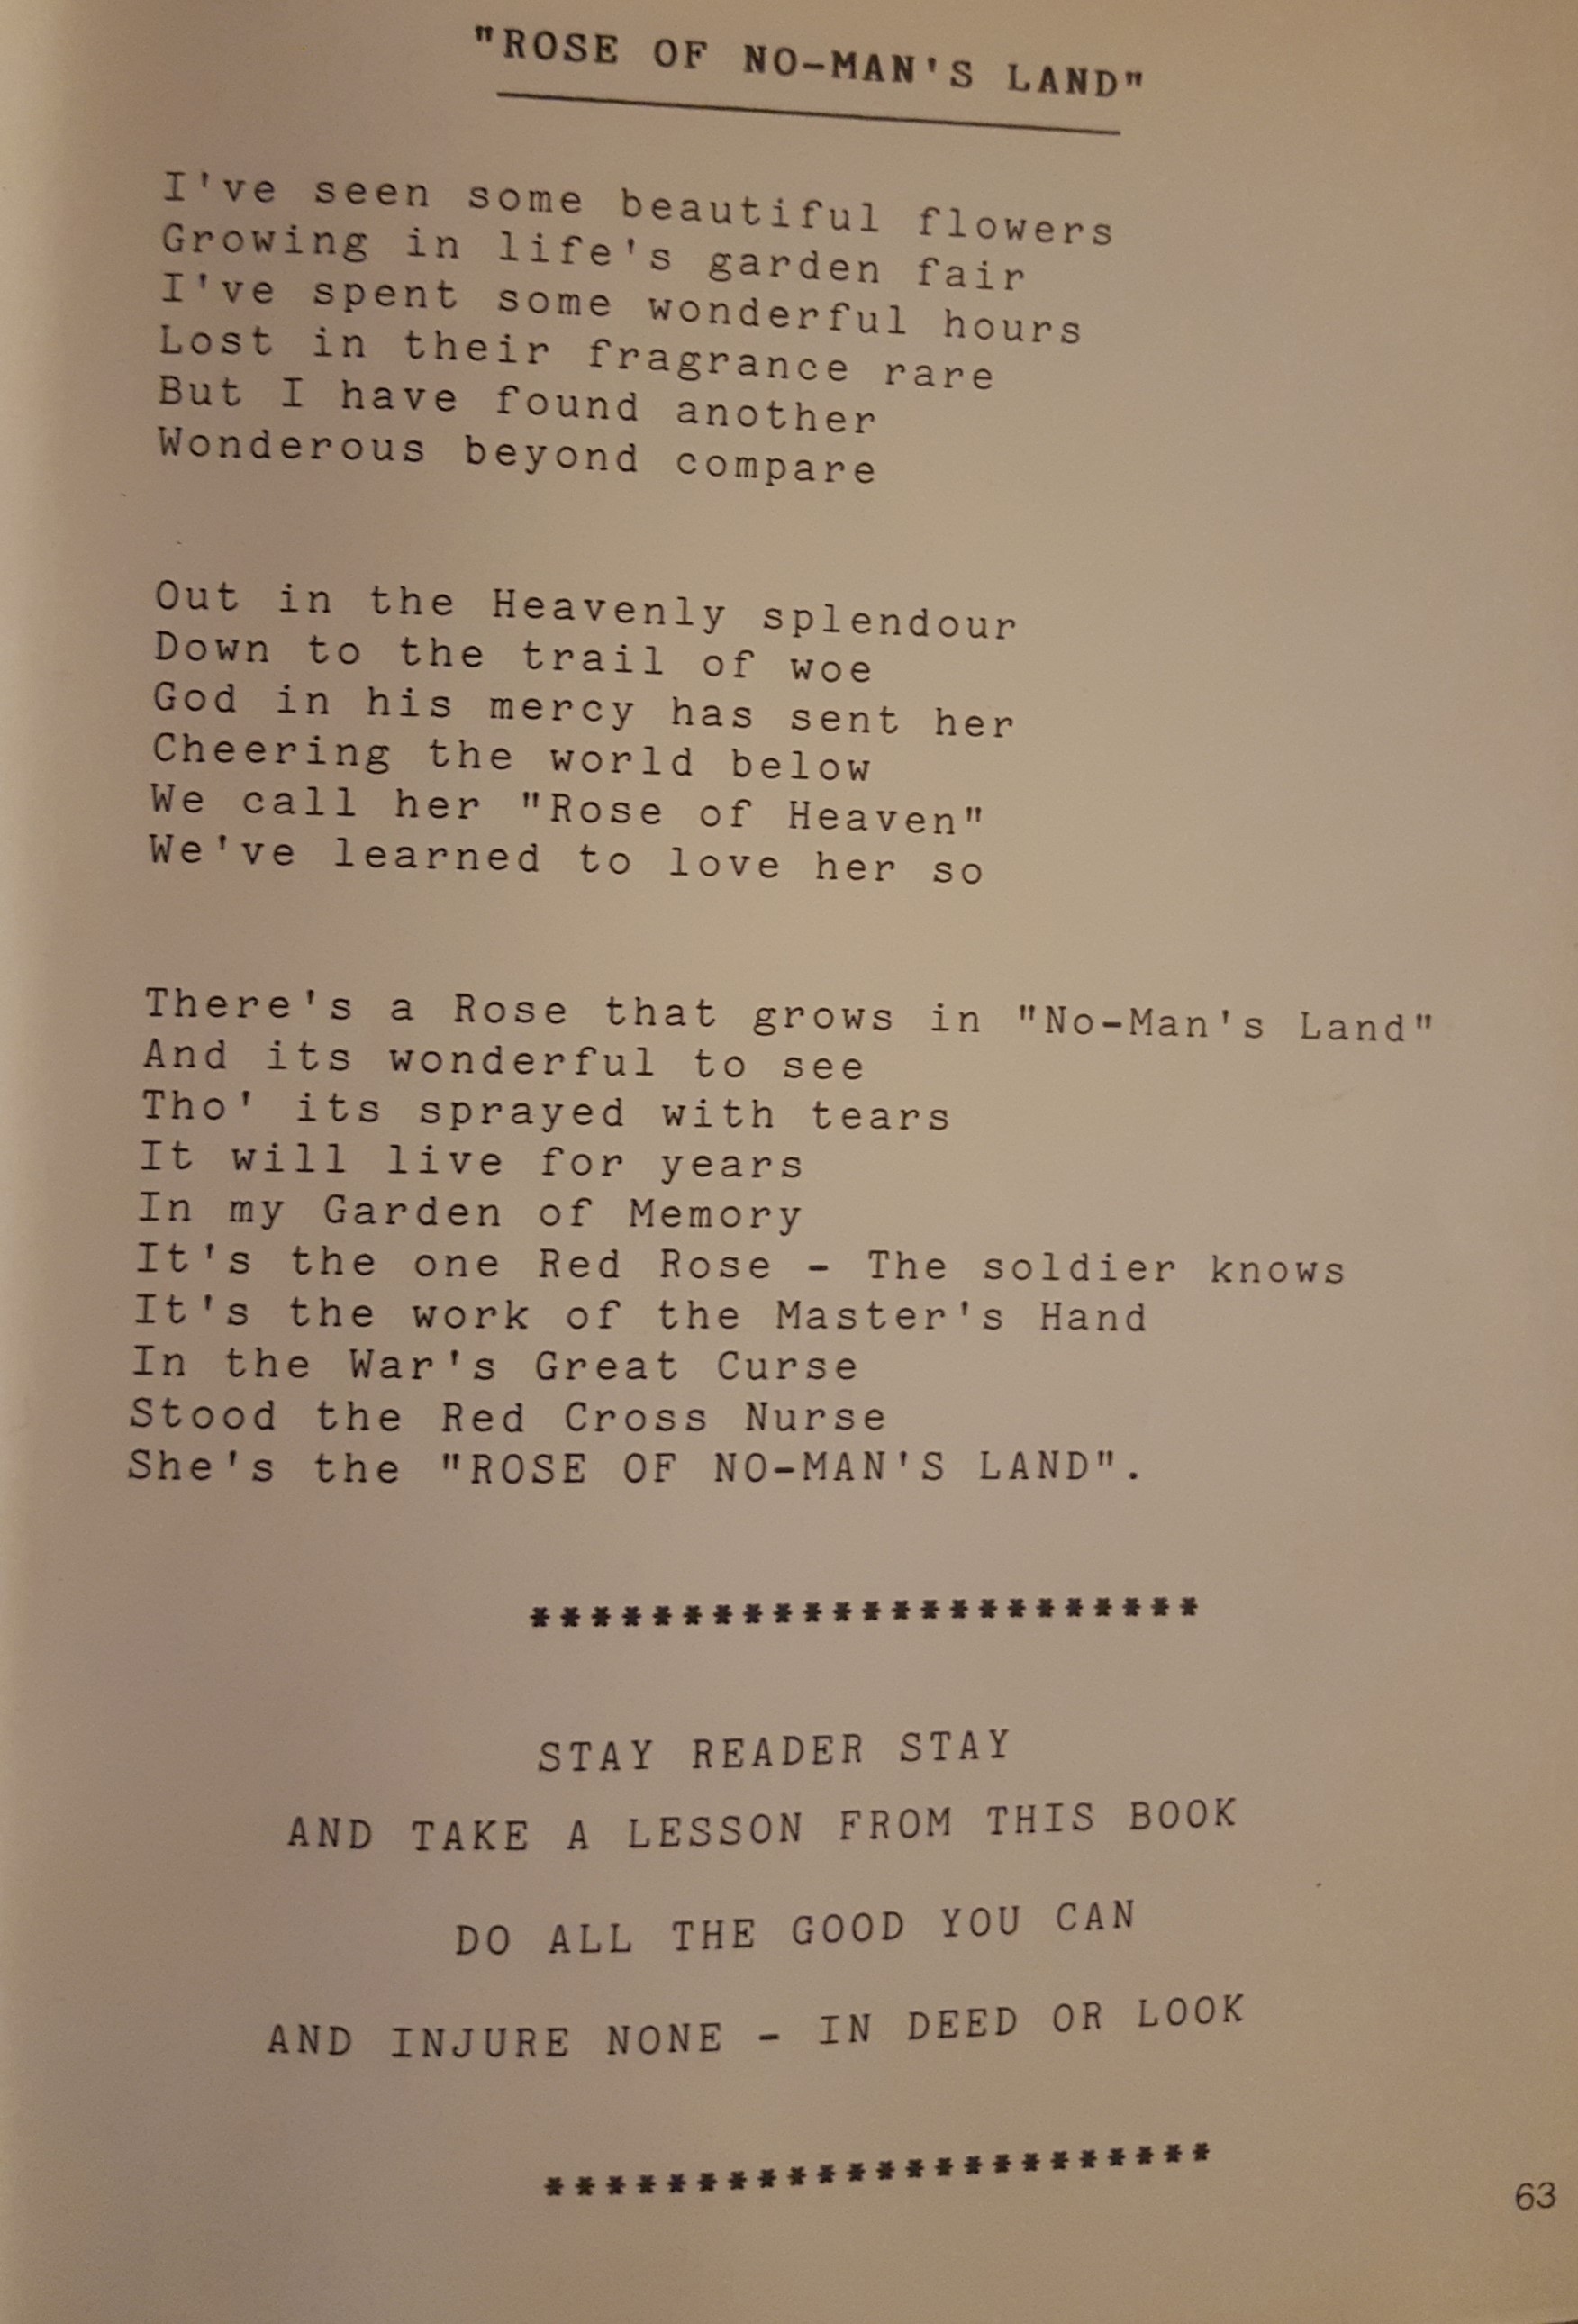 "ROSE OF NO-MAN'S LAND"
I've seen some beautiful flowers
Growing in life's garden fair
I've spent some wonderful hours
Lost in their fragrance rare
But I have found another
Wonderous beyond compare
Out in the Heavenly splendour
Down to the trail of woe
God in his mercy has sent her
Cheering the world below
We call her "Rose of Heaven"
We've learned to love her so
There's a Rose that grows in "No-Man's Land"
And its wonderful to see
Tho' its sprayed with tears
It will live for years
In my Garden of Memory
It's the one Red Rose - The soldier knows
It's the work of the Master's Hand
In the War's Great Curse
Stood the Red Cross Nurse
She's the "ROSE OF NO-MAN'S LAND".
***********************
STAY READER STAY
AND TAKE A LESSON FROM THIS BOOK
DO ALL THE GOOD YOU CAN
AND INJURE NONE - IN DEED OR LOOK
***********************
63